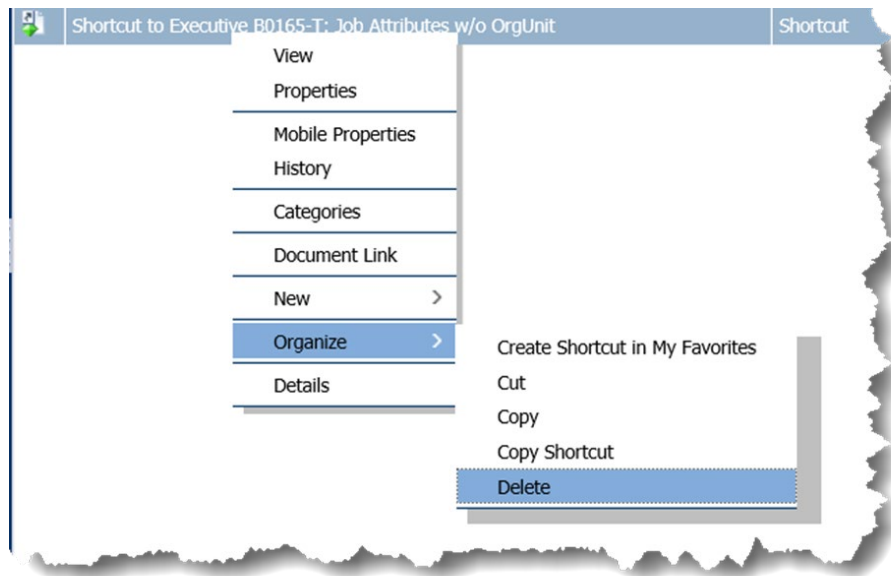 Shortcut to Executive B0165-T: Job Attributes w/o OrgUnit Shortcut
View
Properties
Mobile Properties
History
Categories
Document Link
New
Organize
Details
Create Shortcut in My Favorites
Cut
Copy
Copy Shortcut
Delete